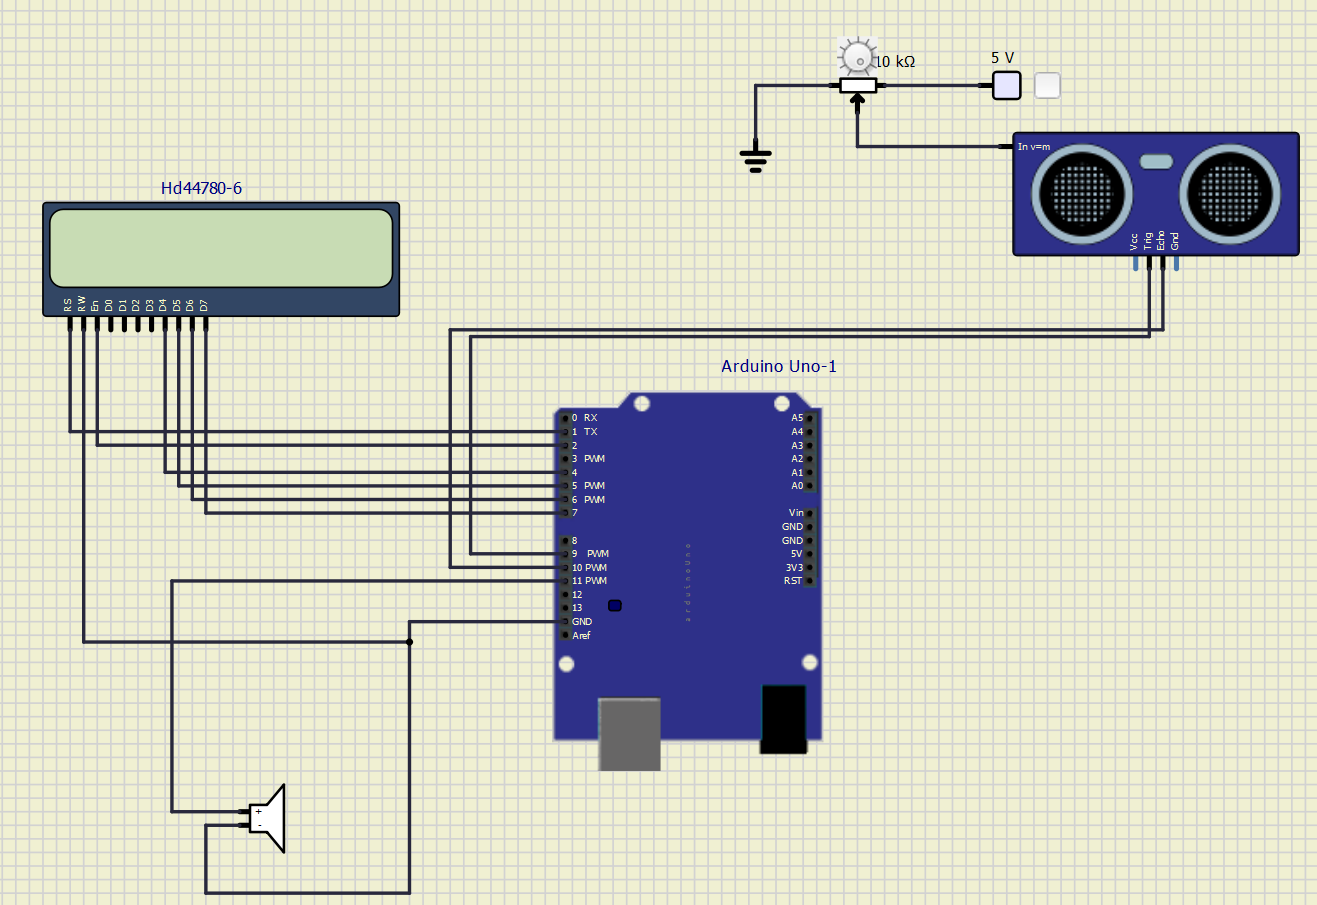 10 kΩ
5 V
In v=m
Vcc
Trig
Echo
Gnd
Hd44780-6
RS
RW
En
D0
D1
D2
D3
D4
D5
D6
D7
Arduino Uno-1
0 RX
1 TX
2
3 PWM
4
5 PWM
6 PWM
7
8
9 PWM
10 PWM
11 PWM
12
13
GND
Aref
A5
A4
A3
A2
A1
A0
Vin
GND
GND
5V
3V3
RST
arduinoUno
+
-